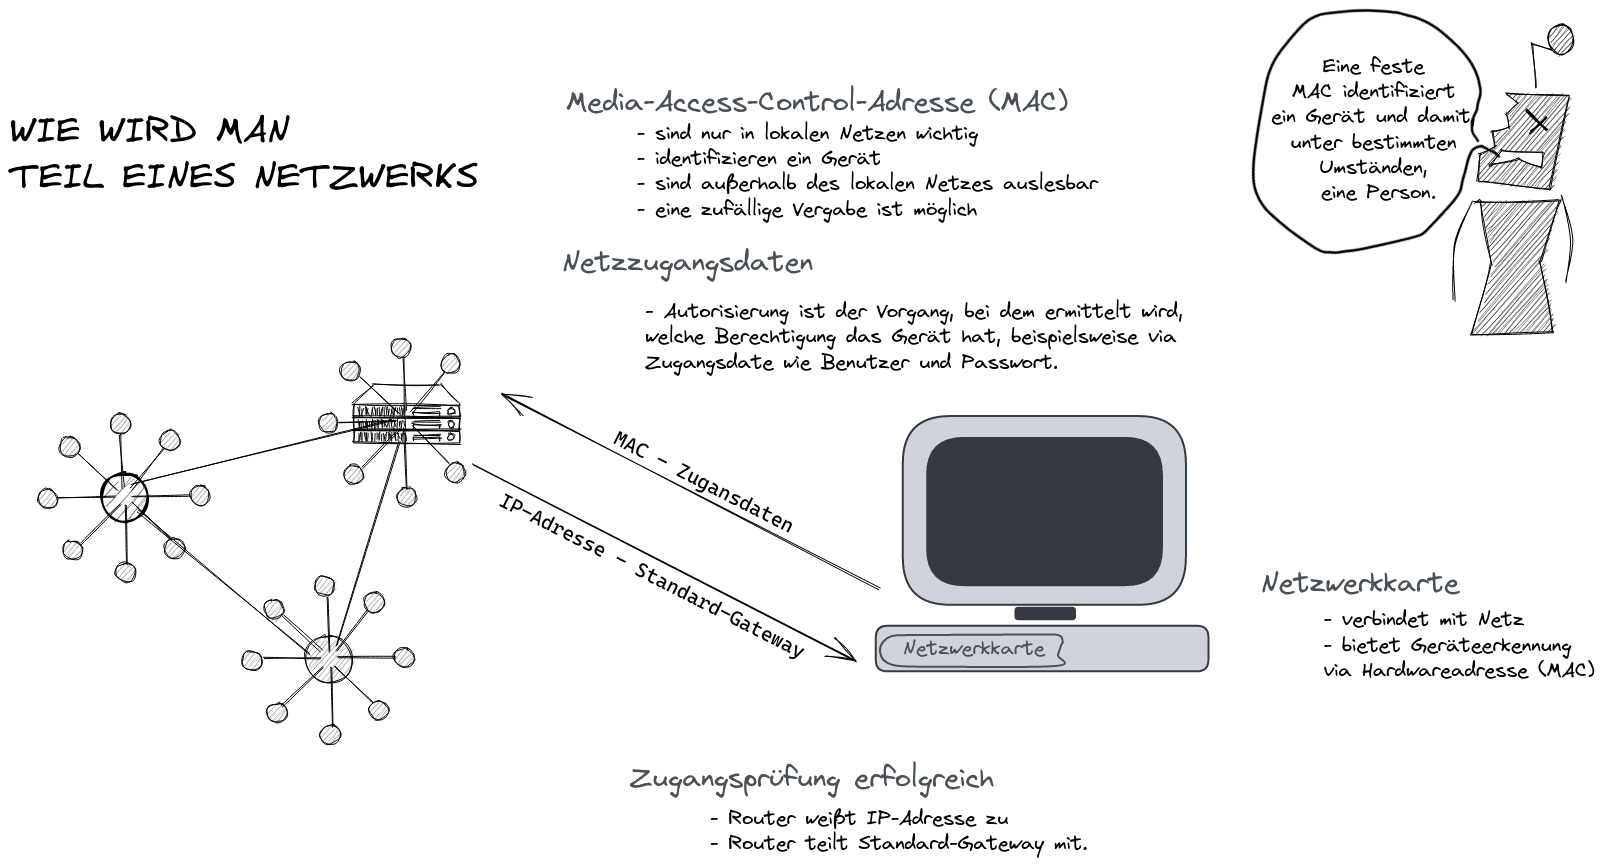 WIE WIRD MAN
TEIL EINES NETZWERKS
Media-Access-Control-Adresse (MAC)
- sind nur in lokalen Netzen wichtig
- identifizieren ein Gerät
- sind außerhalb des lokalen Netzes auslesbar
- eine zufällige Vergabe ist möglich
Eine feste
MAC identifiziert
ein Gerät und damit,
unter bestimmten
Umständen,
eine Person.
Netzzugangsdaten
- Autorisierung ist der Vorgang, bei dem ermittelt wird,
welche Berechtigung das Gerät hat, beispielsweise via
Zugangsdate wie Benutzer und Passwort.
MAC - Zugansdaten
IP-Adresse - Standard-Gateway
Netzwerkkarte
Netzwerkkarte
- verbindet mit Netz
- bietet Geräteerkennung
via Hardwareadresse (MAC)
Zugangsprüfung erfolgreich
- Router weißt IP-Adresse zu
- Router teilt Standard-Gateway mit.